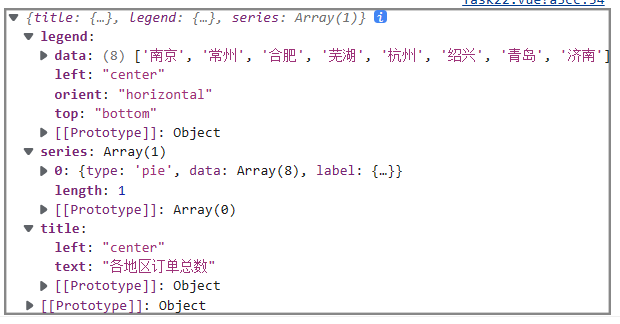 Task22.vue:a5cc:54
▼ {title: {…}, legend: {…}, series: Array(1)} i
▼ legend:
▶ data: (8) ['南京', '常州', '合肥', '芜湖', '杭州', '绍兴', '青岛', '济南']
left: "center"
orient: "horizontal"
top: "bottom"
▶ [[Prototype]]: Object
▼ series: Array(1)
▶ 0: {type: 'pie', data: Array(8), label: {…}}
length: 1
▶ [[Prototype]]: Array(0)
▼ title:
left: "center"
text: "各地区订单总数"
▶ [[Prototype]]: Object
▶ [[Prototype]]: Object